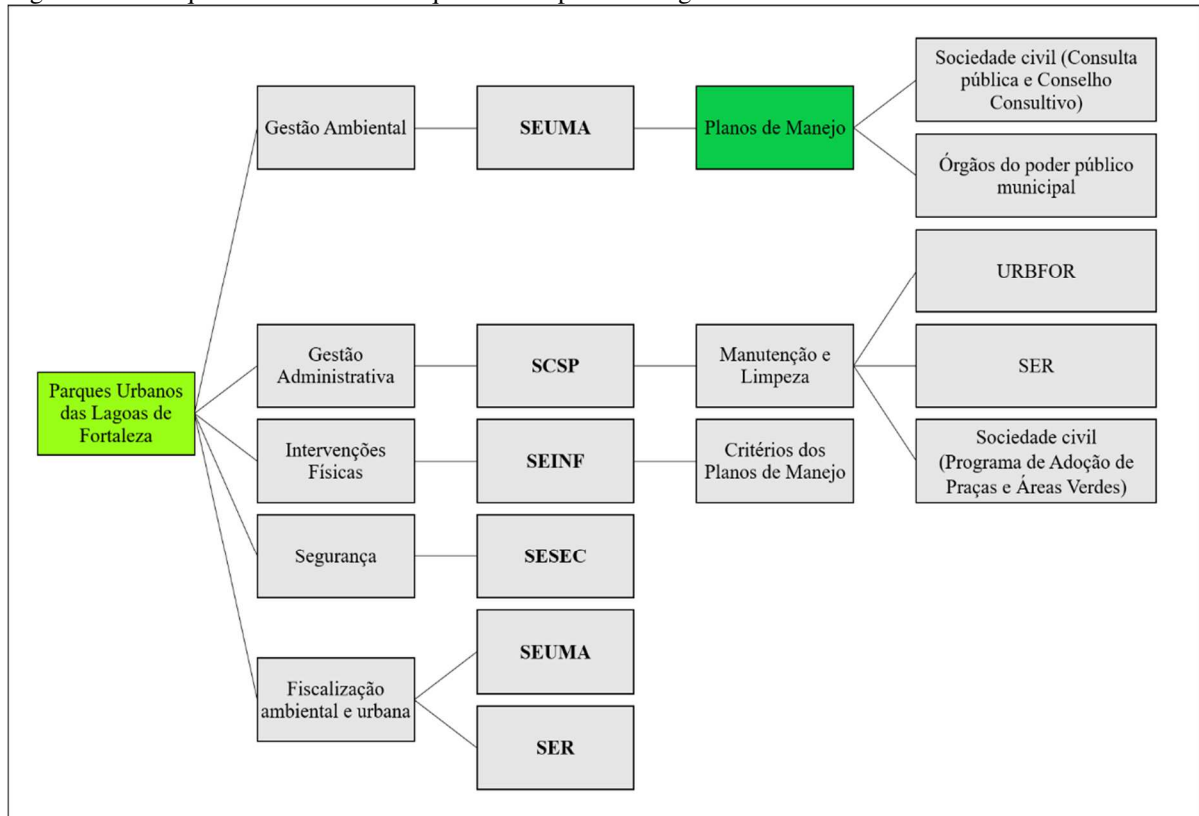 Sociedade civil (Consulta
pública e Conselho
Consultivo)
Gestão Ambiental
SEUMA
Planos de Manejo
Órgãos do poder público
municipal
URBFOR
Gestão
Administrativa
SCSP
Manutenção e
Limpeza
SER
Parques Urbanos
das Lagoas de
Fortaleza
Intervenções
Físicas
SEINF
Critérios dos
Planos de Manejo
Sociedade civil
(Programa de Adoção de
Praças e Áreas Verdes)
Segurança
SESEC
SEUMA
Fiscalização
ambiental e urbana
SER